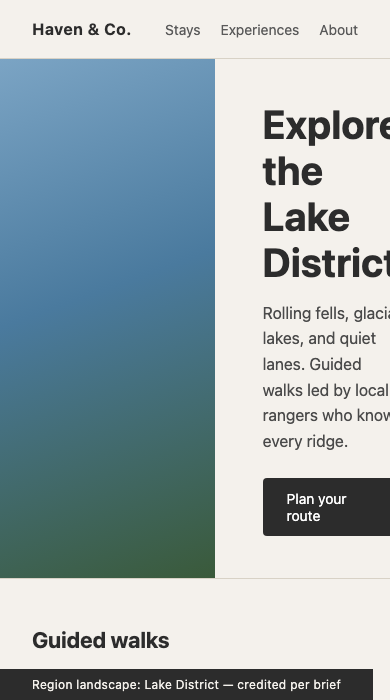 Haven & Co.
Stays Experiences About
Explore
the
Lake
District
Rolling fells, glacia
lakes, and quiet
lanes. Guided
walks led by local
rangers who know
every ridge.
Plan your
route
Guided walks
Region landscape: Lake District — credited per brief